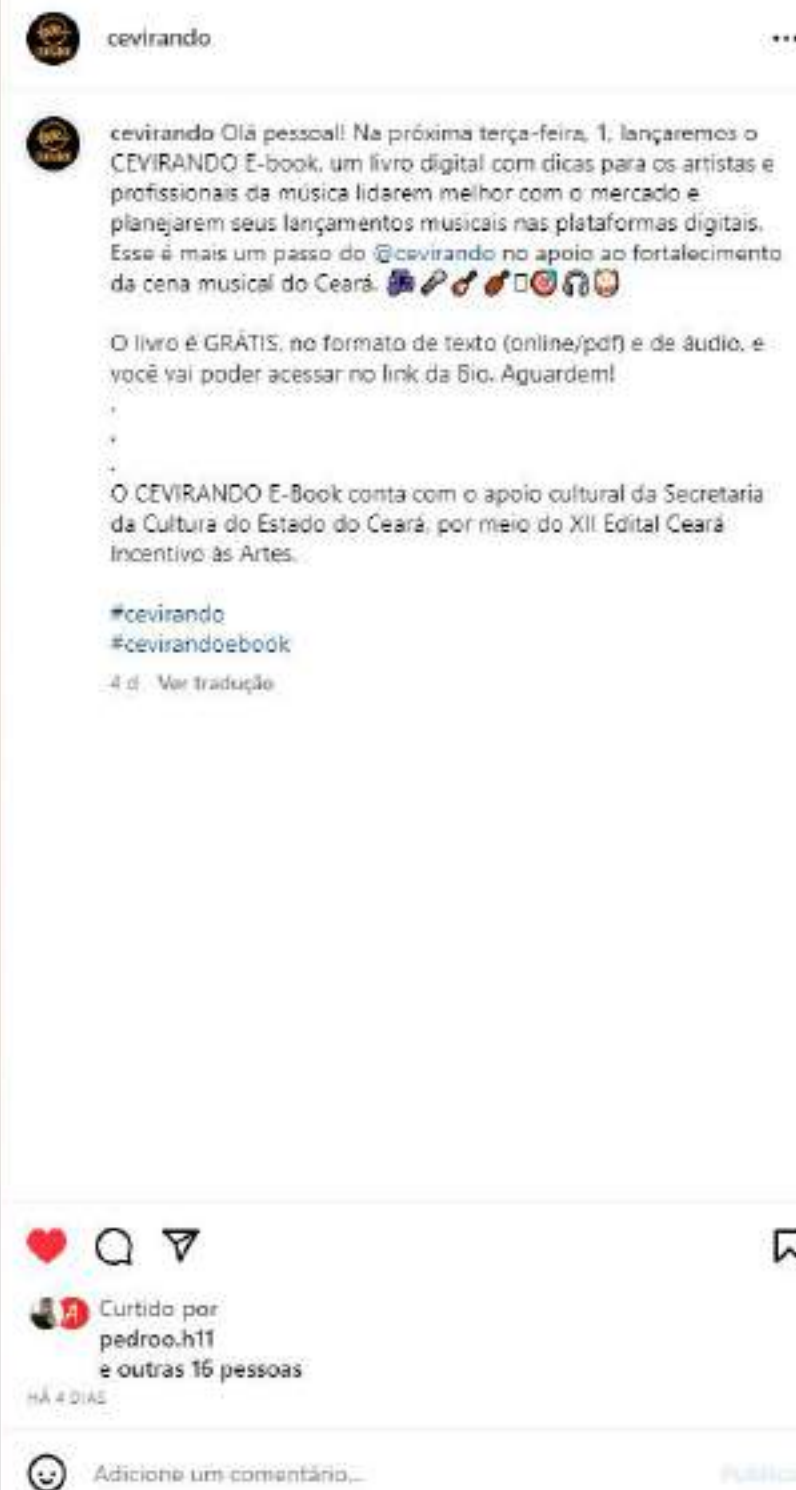 cevirando
cevirando Olá pessoal! Na próxima terça-feira, 1, lançaremos o
CEVIRANDO E-book, um livro digital com dicas para os artistas e
profissionais da música lidarem melhor com o mercado e
planejarem seus lançamentos musicais nas plataformas digitais.
Esse é mais um passo do @cevirando no apoio ao fortalecimento
da cena musical do Ceará.
O livro é GRÁTIS, no formato de texto (online/pdf) e de áudio, e
você vai poder acessar no link da Bio. Aguardem!
.
.
.
O CEVIRANDO E-Book conta com o apoio cultural da Secretaria
da Cultura do Estado do Ceará, por meio do XII Edital Ceará
Incentivo às Artes.
#cevirando
#cevirandoebook
4 d Ver tradução
Curtido por
pedroo.h11
e outras 16 pessoas
HÁ 4 DIAS
Adicione um comentário...